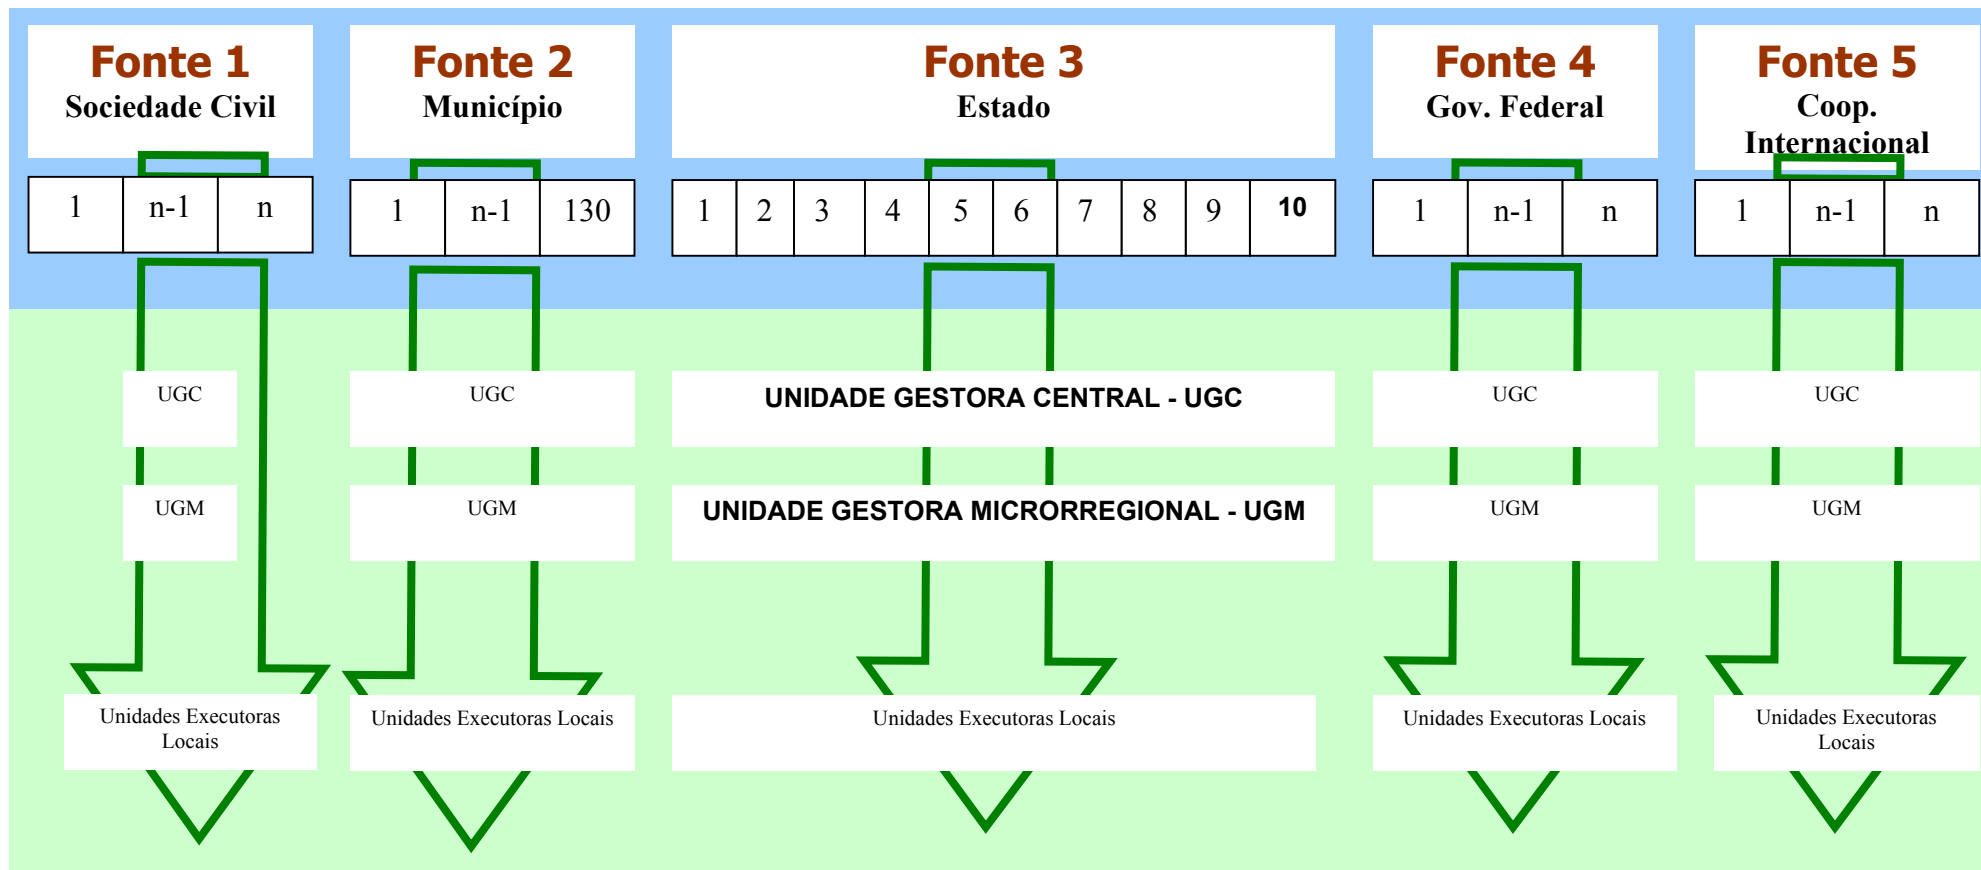 Fonte 1
Sociedade Civil
Fonte 2
Município
Fonte 3
Estado
Fonte 4
Gov. Federal
Fonte 5
Coop.
Internacional
1 n-1 n
1 n-1 130
1 2 3 4 5 6 7 8 9 10
1 n-1 n
1 n-1 n
UGC
UGC
UNIDADE GESTORA CENTRAL - UGC
UGC
UGC
UGM
UGM
UNIDADE GESTORA MICRORREGIONAL - UGM
UGM
UGM
Unidades Executoras
Locais
Unidades Executoras Locais
Unidades Executoras Locais
Unidades Executoras Locais
Unidades Executoras
Locais